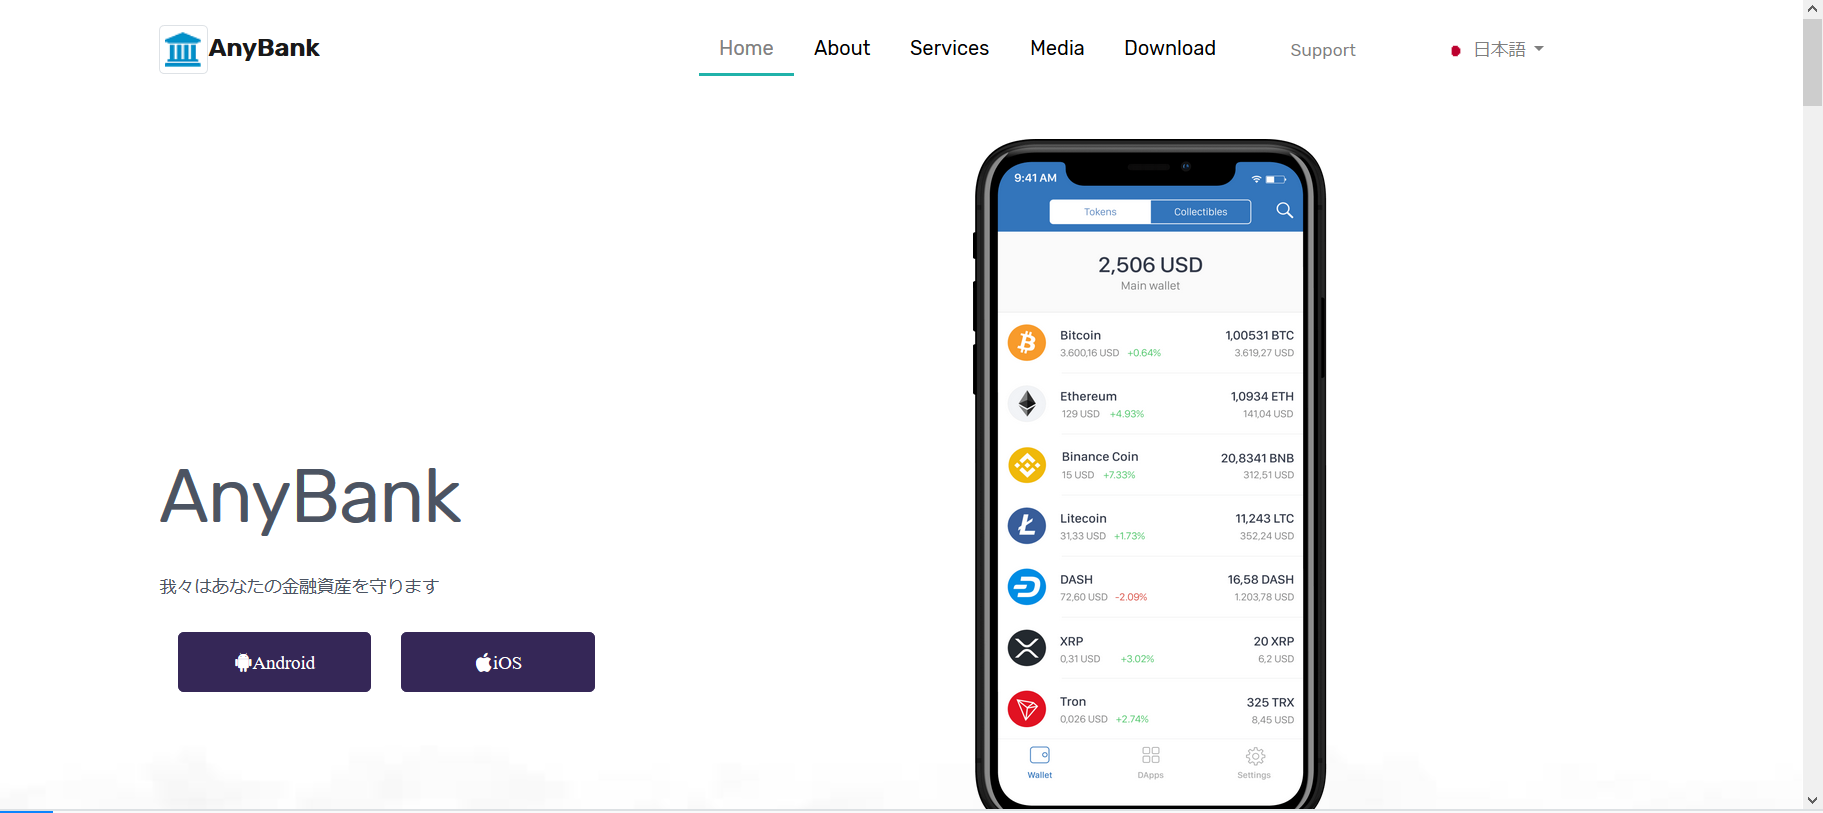 AnyBank
Home
About
Services
Media
Download
Support
日本語
9:41 AM
Tokens
Collectibles
2,506 USD
Main wallet
Bitcoin
1,00531 BTC
3.600,16 USD +0.64%
3.619,27 USD
Ethereum
1,0934 ETH
129 USD +4.93%
141,04 USD
Binance Coin
20,8341 BNB
15 USD +7.33%
312,51 USD
Litecoin
11,243 LTC
31,33 USD +1.73%
352,24 USD
DASH
16,58 DASH
72,60 USD -2.09%
1.203,78 USD
XRP
20 XRP
0,31 USD +3.02%
6,2 USD
Tron
325 TRX
0,026 USD +2.74%
8,45 USD
Wallet
DApps
Settings
AnyBank
我々はあなたの金融資産を守ります
Android
iOS